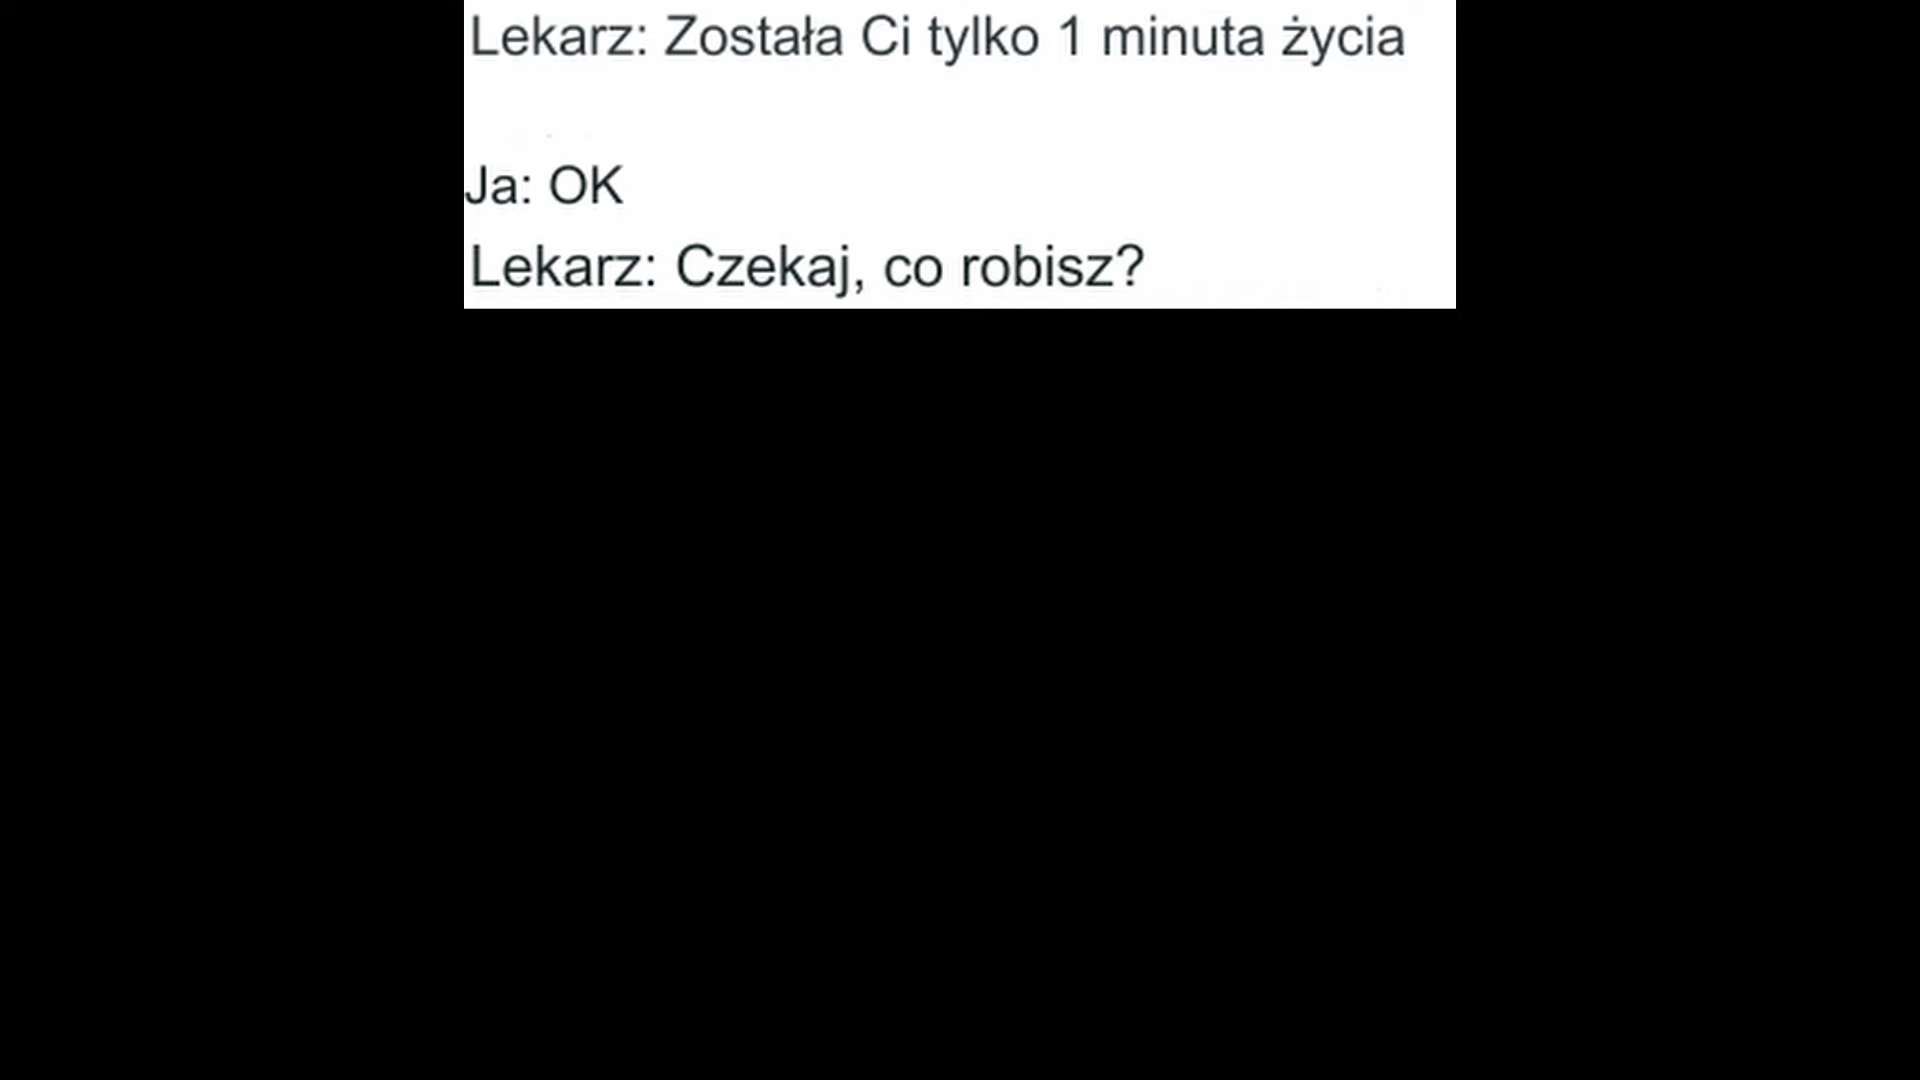 Lekarz: Została Ci tylko 1 minuta życia
Ja: OK
Lekarz: Czekaj, co robisz?